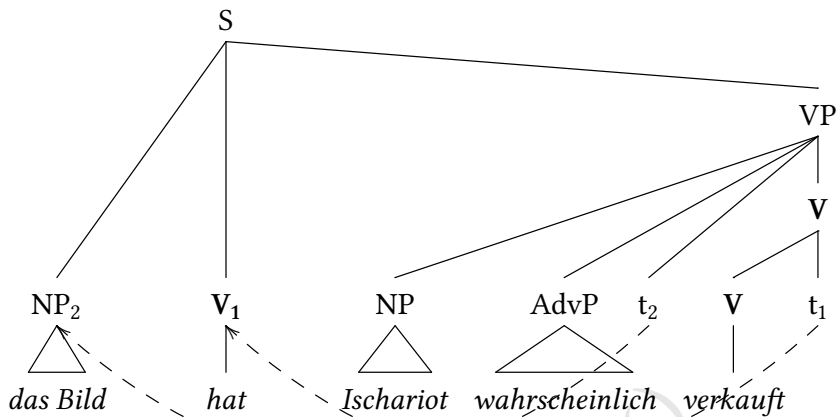 S
VP
V
NP₂ V₁ NP AdvP t₂ V t₁
das Bild hat Ischariot wahrscheinlich verkauft